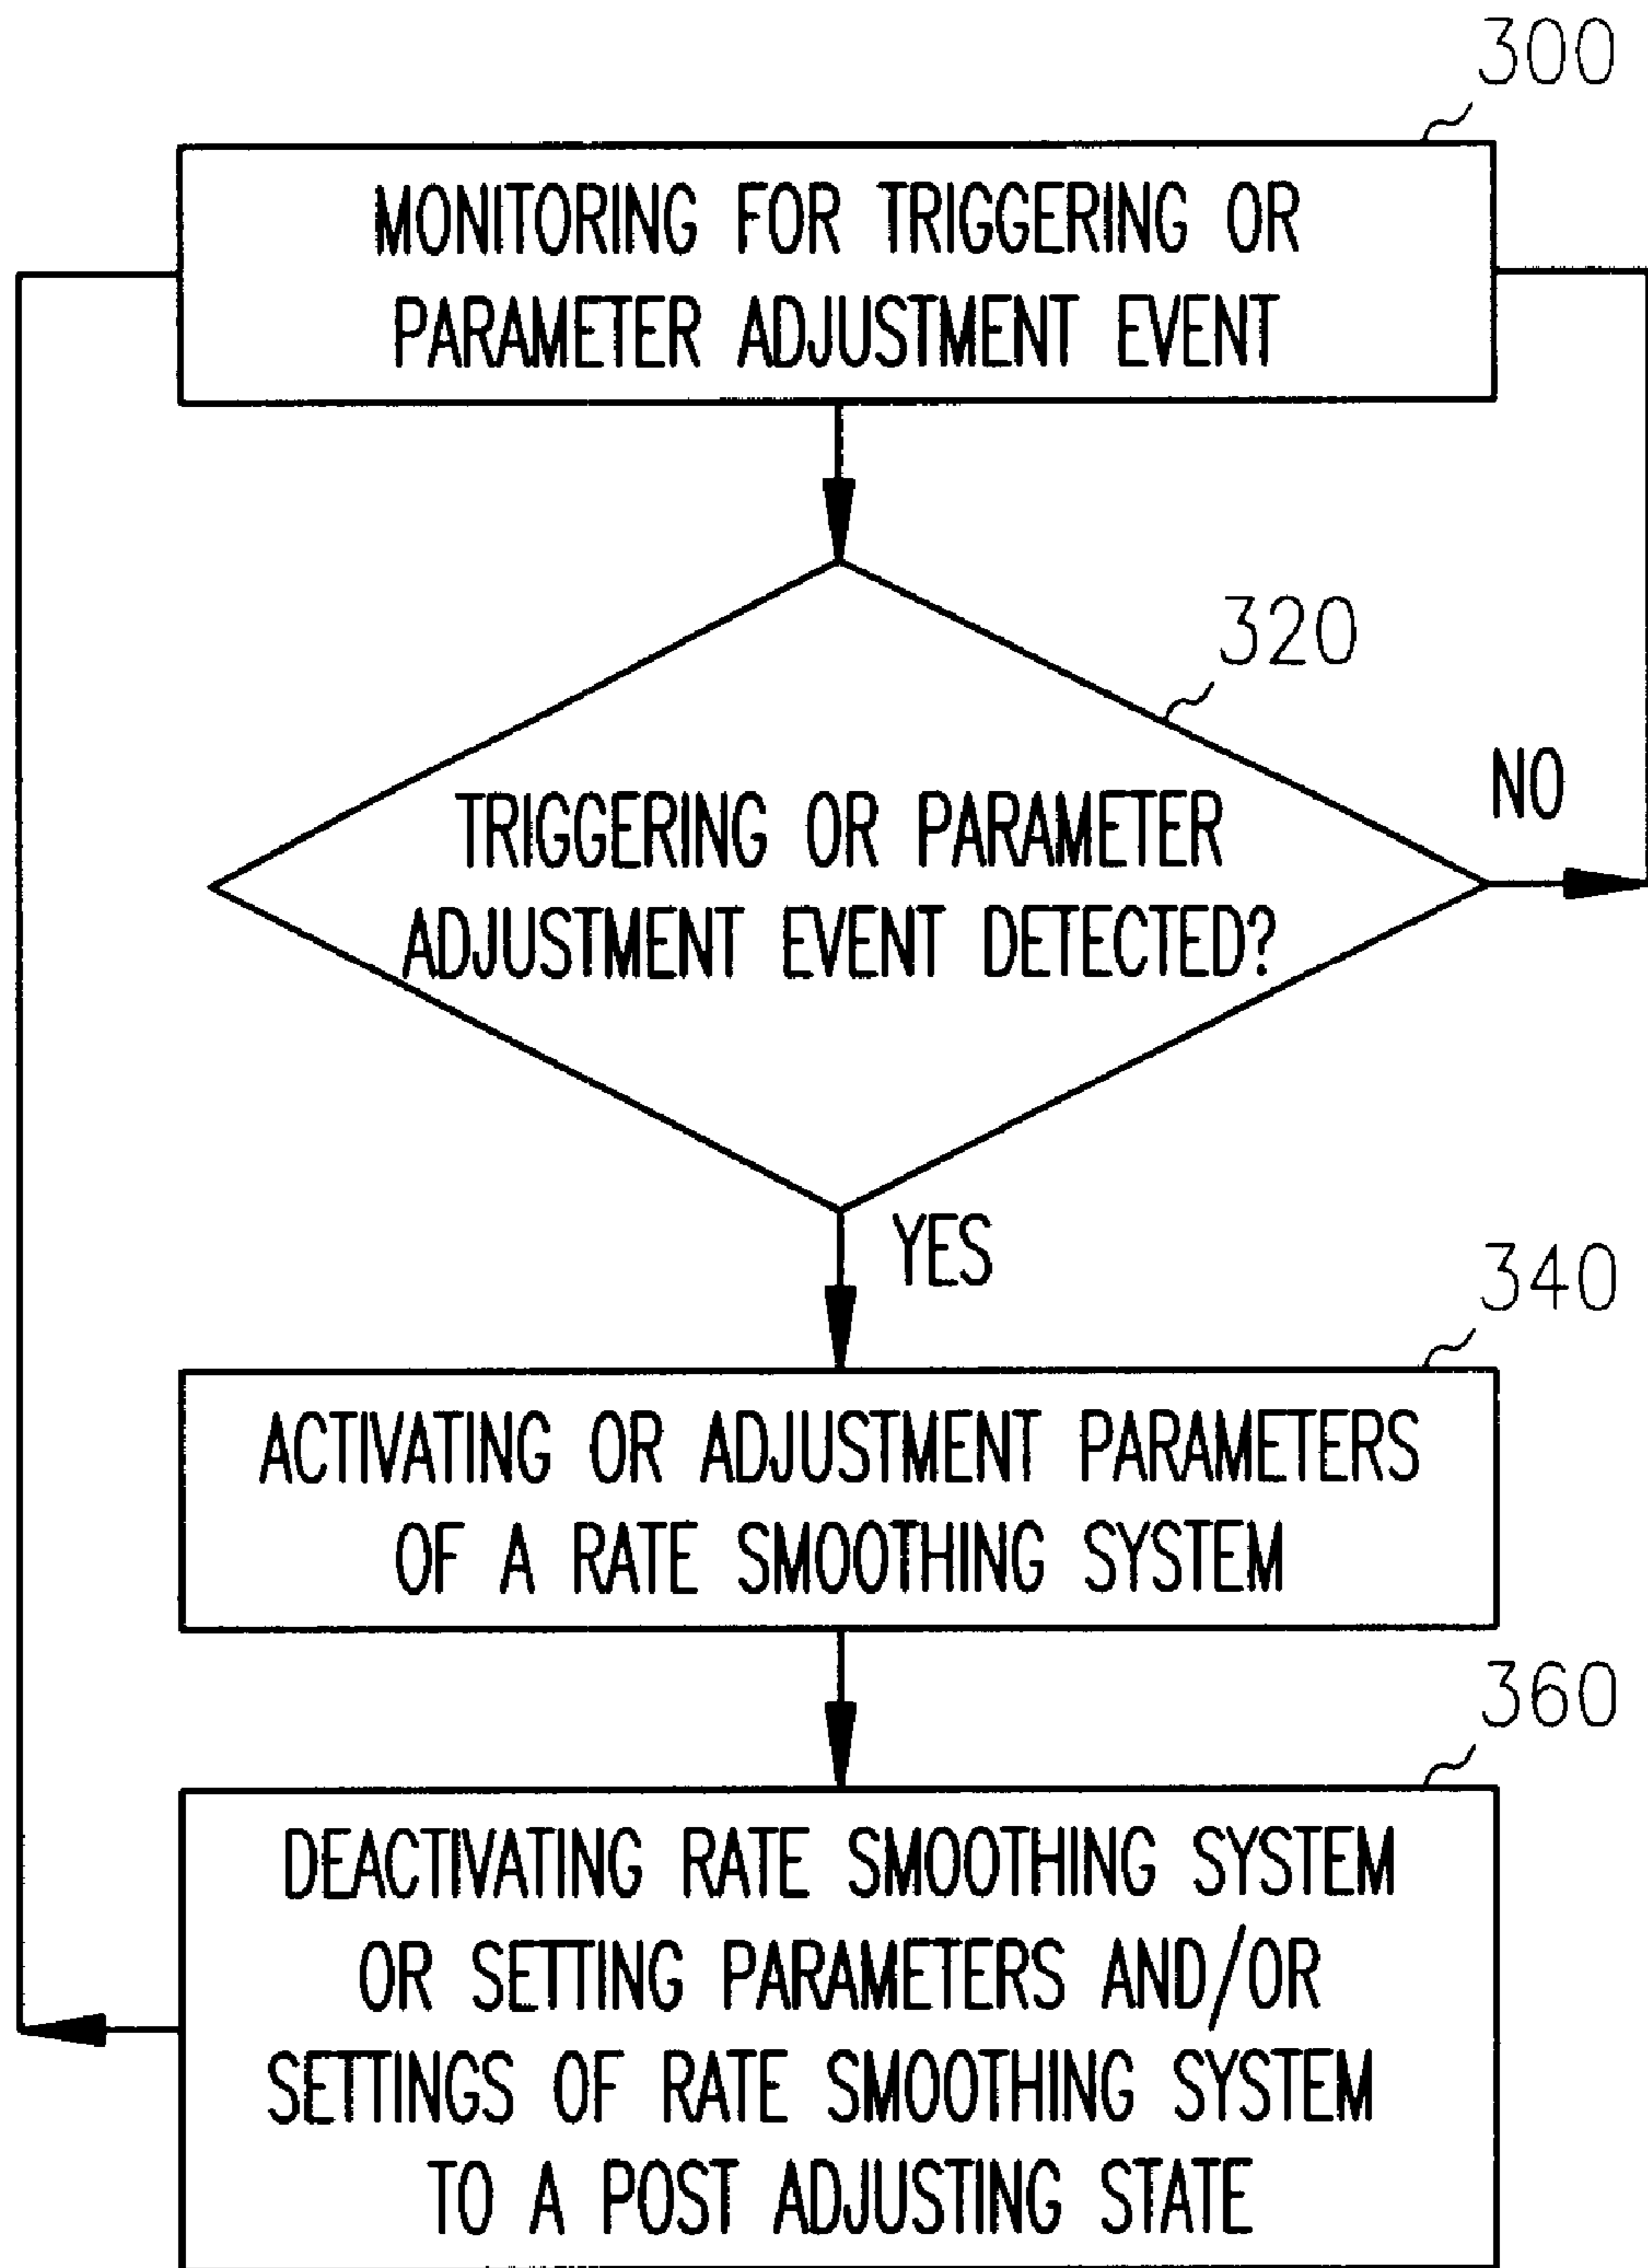 300
MONITORING FOR TRIGGERING OR
PARAMETER ADJUSTMENT EVENT
320
TRIGGERING OR PARAMETER
ADJUSTMENT EVENT DETECTED?
NO
YES
340
ACTIVATING OR ADJUSTMENT PARAMETERS
OF A RATE SMOOTHING SYSTEM
360
DEACTIVATING RATE SMOOTHING SYSTEM
OR SETTING PARAMETERS AND/OR
SETTINGS OF RATE SMOOTHING SYSTEM
TO A POST ADJUSTING STATE